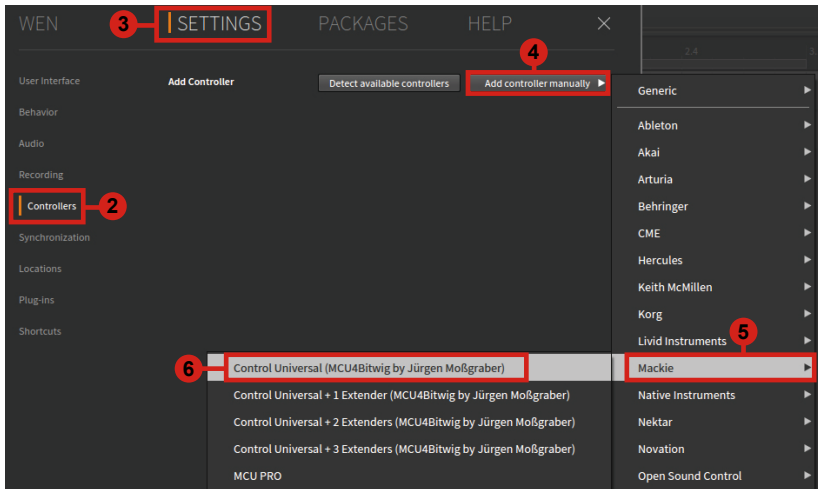 WEN
3
SETTINGS
PACKAGES
HELP
4
2.4
3.
User Interface
Add Controller
Detect available controllers
Add controller manually
Behavior
Audio
Recording
Controllers
2
Synchronization
Locations
Plug-ins
Shortcuts
Generic
Ableton
Akai
Arturia
Behringer
CME
Hercules
Keith McMillen
Korg
Livid Instruments
5
Mackie
Native Instruments
Nektar
Novation
Open Sound Control
6
Control Universal (MCU4Bitwig by Jürgen Moßgraber)
Control Universal + 1 Extender (MCU4Bitwig by Jürgen Moßgraber)
Control Universal + 2 Extenders (MCU4Bitwig by Jürgen Moßgraber)
Control Universal + 3 Extenders (MCU4Bitwig by Jürgen Moßgraber)
MCU PRO